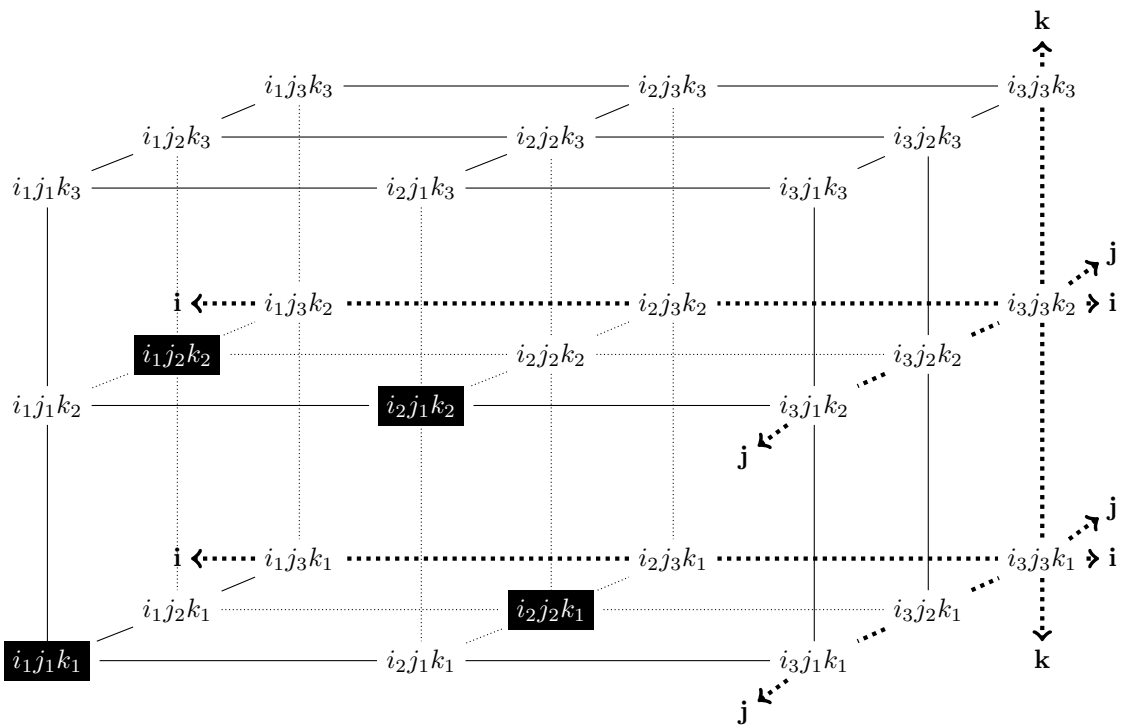 k
i₁j₃k₃ i₂j₃k₃ i₃j₃k₃
i₁j₂k₃ i₂j₂k₃ i₃j₂k₃
i₁j₁k₃ i₂j₁k₃ i₃j₁k₃
j
i i₁j₃k₂ i₂j₃k₂ i₃j₃k₂ i
i₁j₂k₂ i₂j₂k₂ i₃j₂k₂
i₁j₁k₂ i₂j₁k₂ i₃j₁k₂
j
j
i i₁j₃k₁ i₂j₃k₁ i₃j₃k₁ i
i₁j₂k₁ i₂j₂k₁ i₃j₂k₁
i₁j₁k₁ i₂j₁k₁ i₃j₁k₁ k
j